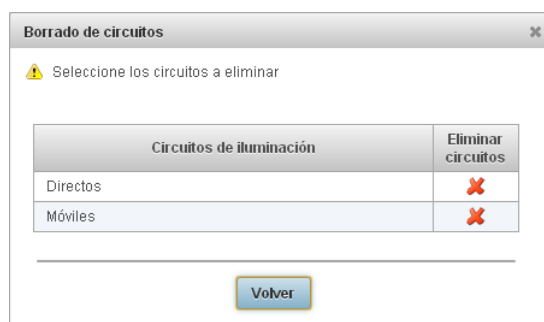 Borrado de circuitos
Seleccione los circuitos a eliminar
Circuitos de iluminación
Eliminar
circuitos
Directos
Móviles
Volver